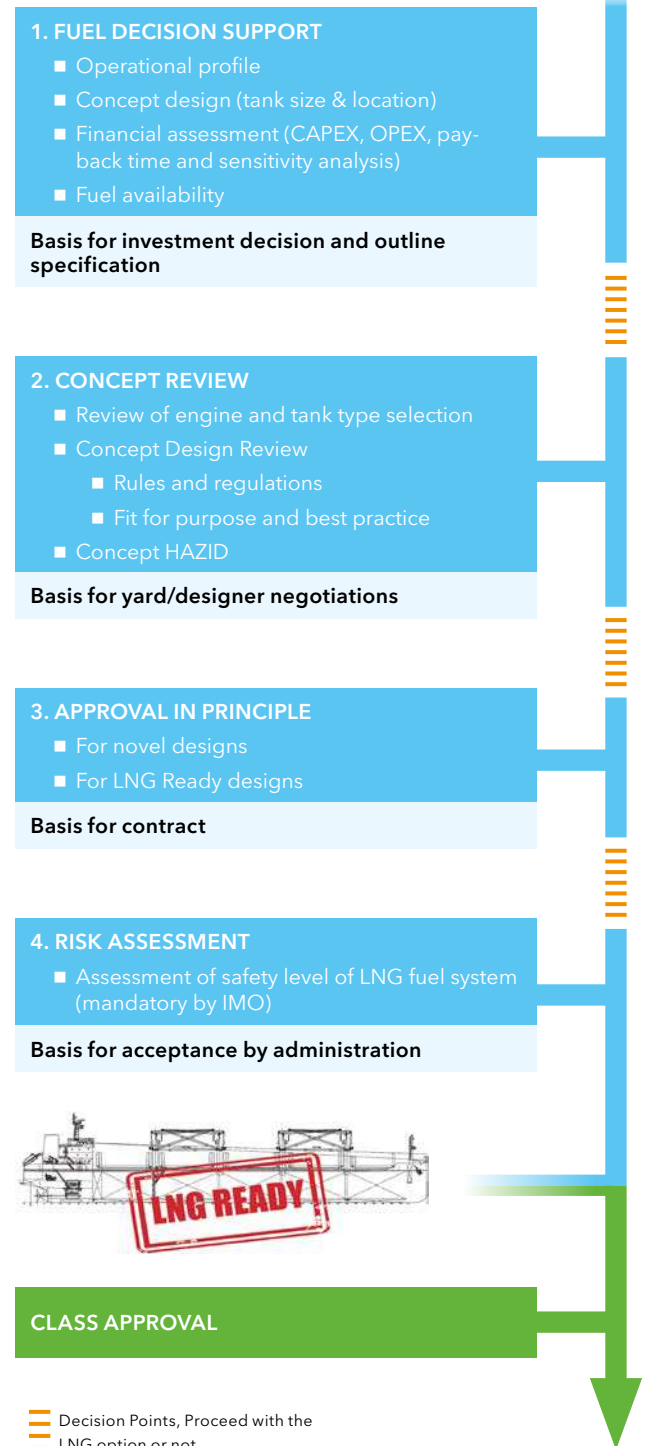 1. FUEL DECISION SUPPORT
Operational profile
Concept design (tank size & location)
Financial assessment (CAPEX, OPEX, pay-
back time and sensitivity analysis)
Fuel availability
Basis for investment decision and outline
specification
2. CONCEPT REVIEW
Review of engine and tank type selection
Concept Design Review
Rules and regulations
Fit for purpose and best practice
Concept HAZID
Basis for yard/designer negotiations
3. APPROVAL IN PRINCIPLE
For novel designs
For LNG Ready designs
Basis for contract
4. RISK ASSESSMENT
Assessment of safety level of LNG fuel system
(mandatory by IMO)
Basis for acceptance by administration
LNG READY
CLASS APPROVAL
Decision Points, Proceed with the
LNG option or not